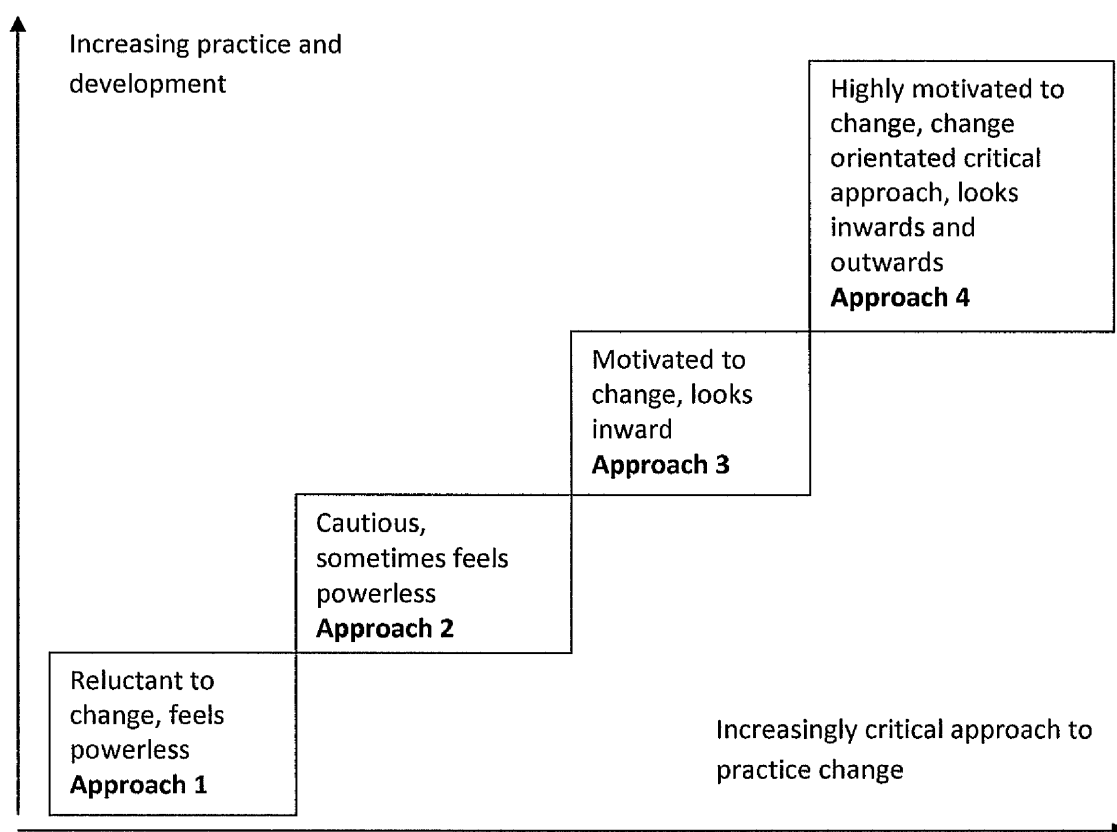 Increasing practice and
development
Highly motivated to
change, change
orientated critical
approach, looks
inwards and
outwards
Approach 4
Motivated to
change, looks
inward
Approach 3
Cautious,
sometimes feels
powerless
Approach 2
Reluctant to
change, feels
powerless
Approach 1
Increasingly critical approach to
practice change